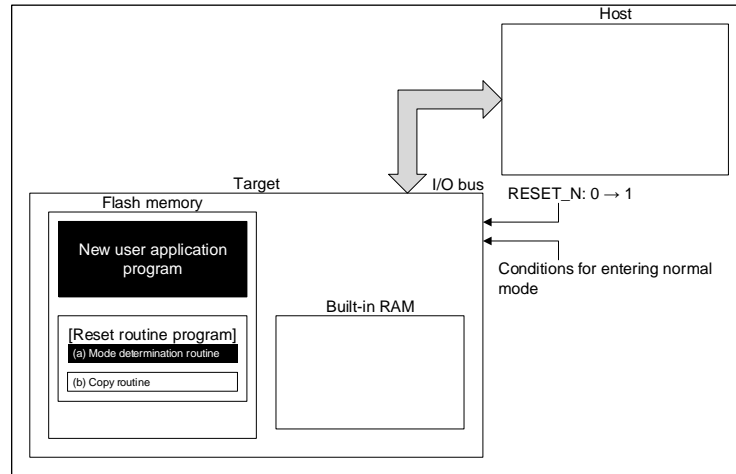 Host
Target
I/O bus
RESET_N: 0 → 1
Flash memory
New user application
program
Conditions for entering normal
mode
Built-in RAM
[Reset routine program]
(a) Mode determination routine
(b) Copy routine